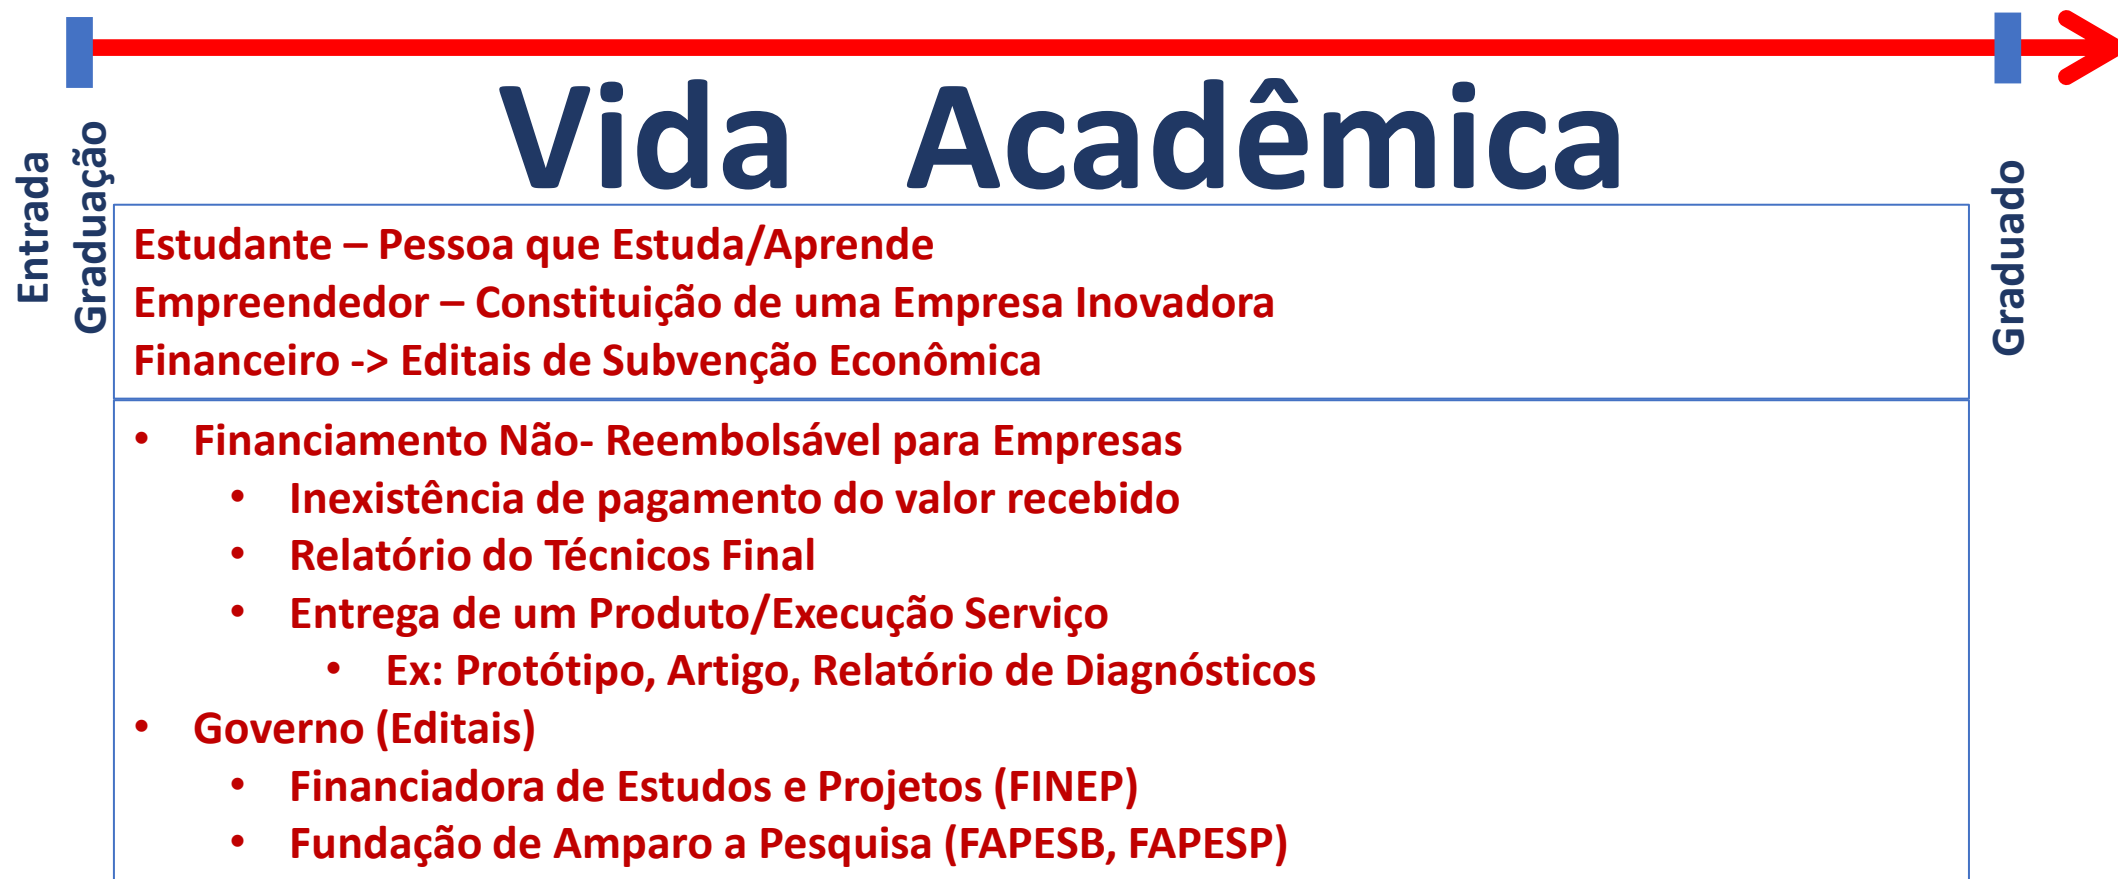 Vida Acadêmica
Entrada
Graduação
Graduado
Estudante – Pessoa que Estuda/Aprende
Empreendedor – Constituição de uma Empresa Inovadora
Financeiro -> Editais de Subvenção Econômica
• Financiamento Não- Reembolsável para Empresas
• Inexistência de pagamento do valor recebido
• Relatório do Técnicos Final
• Entrega de um Produto/Execução Serviço
• Ex: Protótipo, Artigo, Relatório de Diagnósticos
• Governo (Editais)
• Financiadora de Estudos e Projetos (FINEP)
• Fundação de Amparo a Pesquisa (FAPESB, FAPESP)